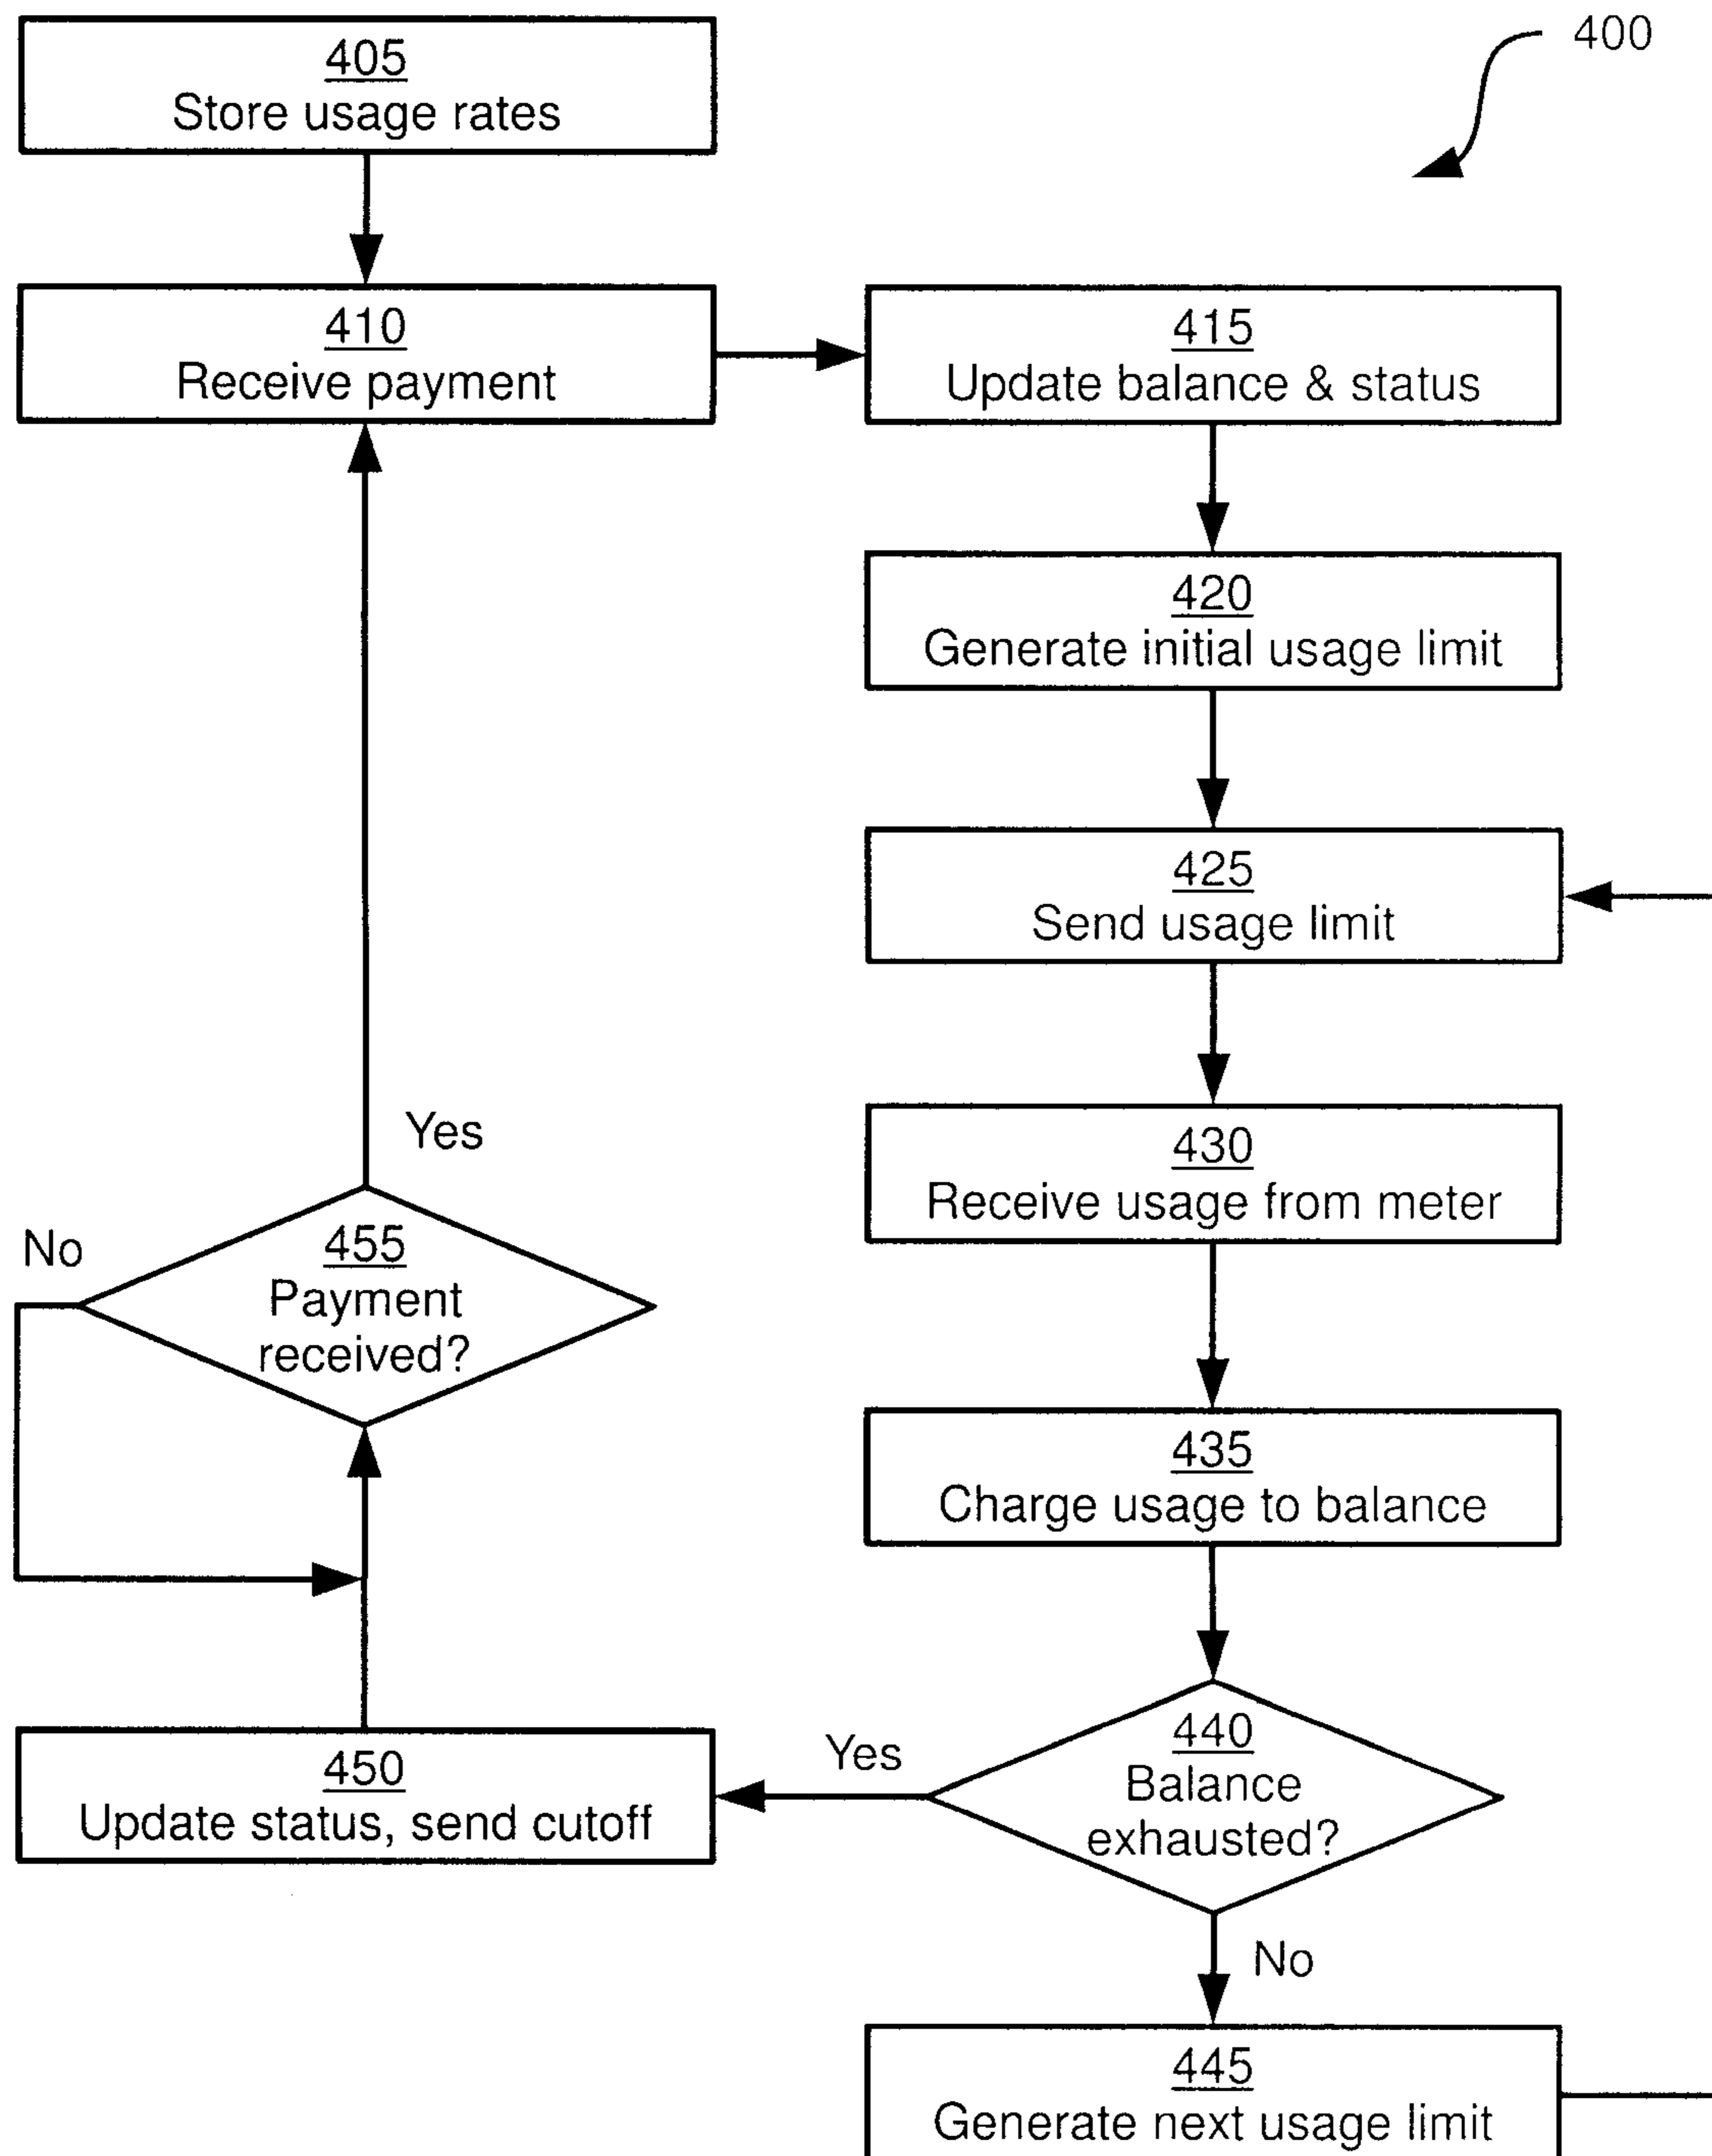 400
405
Store usage rates
410
Receive payment
415
Update balance & status
420
Generate initial usage limit
425
Send usage limit
430
Receive usage from meter
435
Charge usage to balance
440
Balance
exhausted?
Yes
No
445
Generate next usage limit
450
Update status, send cutoff
455
Payment
received?
Yes
No